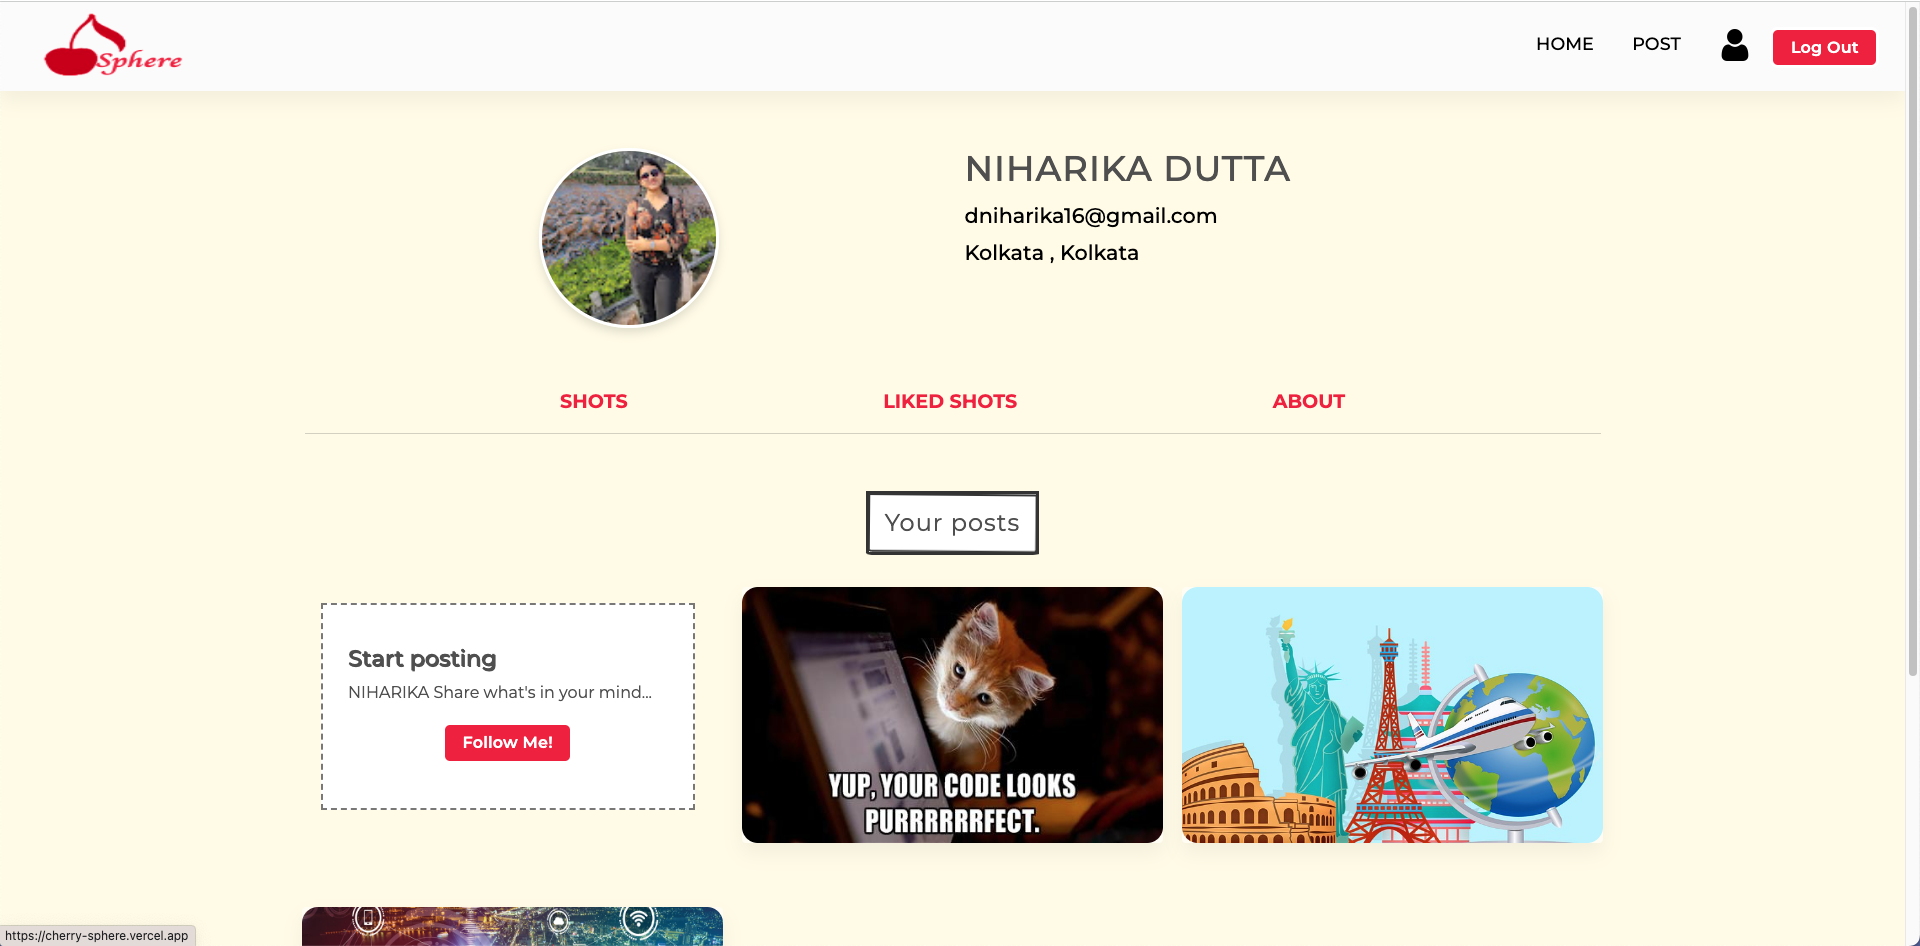 Sphere
HOME
POST
Log Out
NIHARIKA DUTTA
dniharika16@gmail.com
Kolkata , Kolkata
SHOTS
LIKED SHOTS
ABOUT
Your posts
Start posting
NIHARIKA Share what's in your mind...
Follow Me!
YUP, YOUR CODE LOOKS
PURRRRRRFECT.
https://cherry-sphere.vercel.app